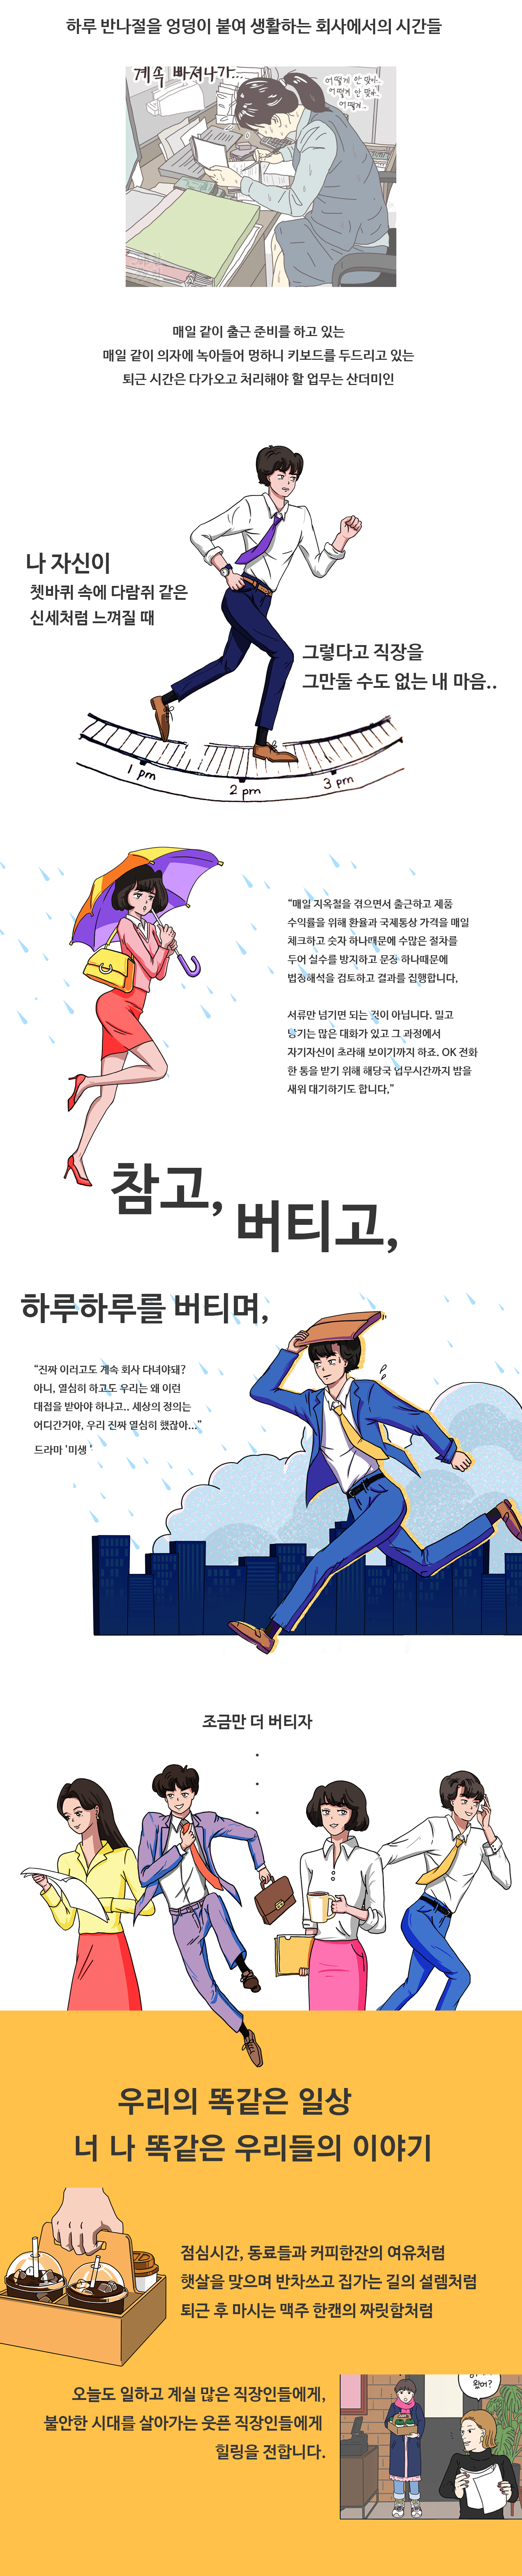 하루 반나절을 엉덩이 붙여 생활하는 회사에서의 시간들
계속 빠져나가...
어떻게 안 맞아..
어떻게 안 맞아..
어떻게..
매일 같이 출근 준비를 하고 있는
매일 같이 의자에 녹아들어 멍하니 키보드를 두드리고 있는
퇴근 시간은 다가오고 처리해야 할 업무는 산더미인
나 자신이
쳇바퀴 속에 다람쥐 같은
신세처럼 느껴질 때
그렇다고 직장을
그만둘 수도 없는 내 마음..
1 pm
2 pm
3 pm
“매일 지옥철을 겪으면서 출근하고 제품
수익률을 위해 환율과 국제통상 가격을 매일
체크하고 숫자 하나때문에 수많은 절차를
두어 실수를 방지하고 문장 하나때문에
법정해석을 검토하고 결과를 집행합니다.
서류만 넘기면 되는 것이 아닙니다. 밀고
당기는 많은 대화가 있고 그 과정에서
자기자신이 초라해 보이기까지 하죠. OK 전화
한 통을 받기 위해 해당국 업무시간까지 밤을
새워 대기하기도 합니다.”
참고,
버티고,
하루하루를 버티며,
“진짜 이러고도 계속 회사 다녀야돼?
아니, 열심히 하고도 우리는 왜 이런
대접을 받아야 하냐고.. 세상의 정의는
어디간거야. 우리 진짜 열심히 했잖아...”
드라마 ‘미생 ’
조금만 더 버티자
.
.
.
우리의 똑같은 일상
너 나 똑같은 우리들의 이야기
점심시간, 동료들과 커피한잔의 여유처럼
햇살을 맞으며 반차쓰고 집가는 길의 설렘처럼
퇴근 후 마시는 맥주 한캔의 짜릿함처럼
오늘도 일하고 계실 많은 직장인들에게,
불안한 시대를 살아가는 웃픈 직장인들에게
힐링을 전합니다.
왔어?